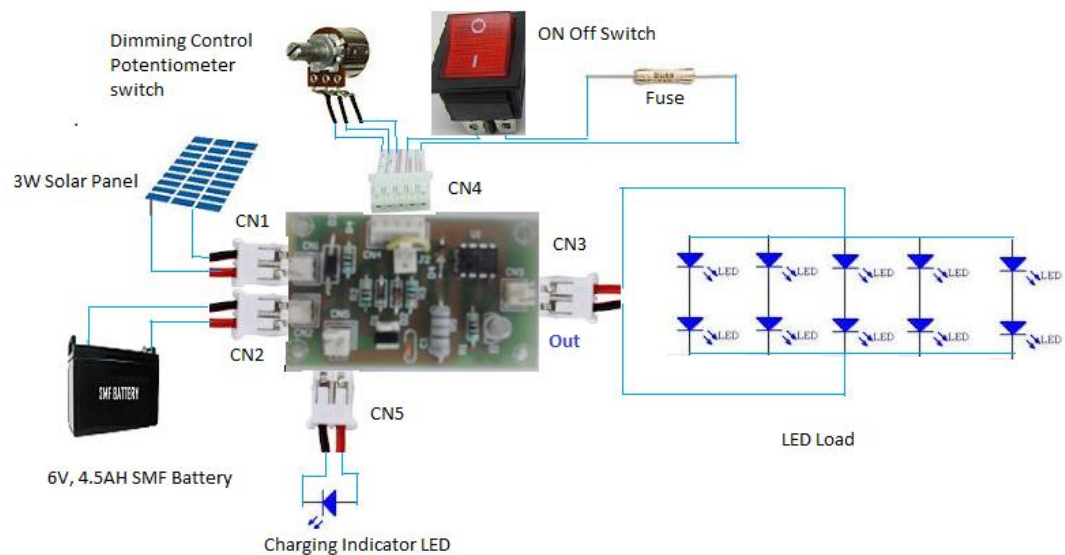 Dimming Control
Potentiometer
switch
ON Off Switch
Buss
Fuse
3W Solar Panel
CN4
CN1
CN3
CN2
Out
SMF BATTERY
CN5
6V, 4.5AH SMF Battery
LED
LED
LED
LED
LED
LED
LED
LED
LED
LED
LED Load
Charging Indicator LED